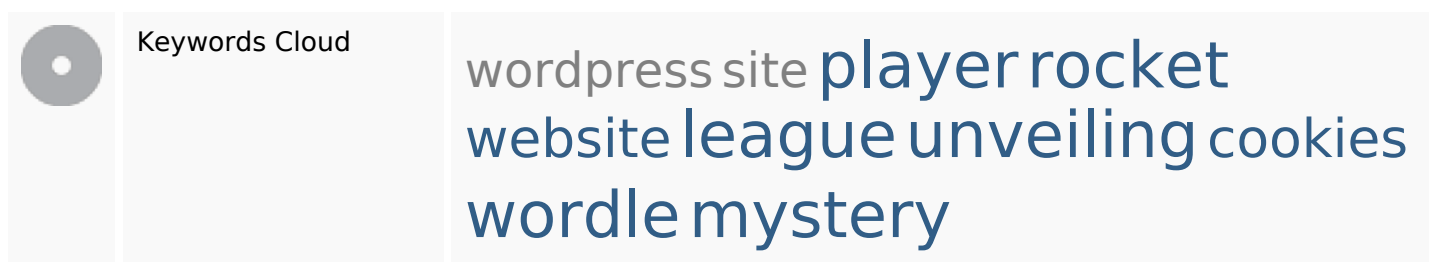 Keywords Cloud
wordpress site player rocket
website league unveiling cookies
wordle mystery